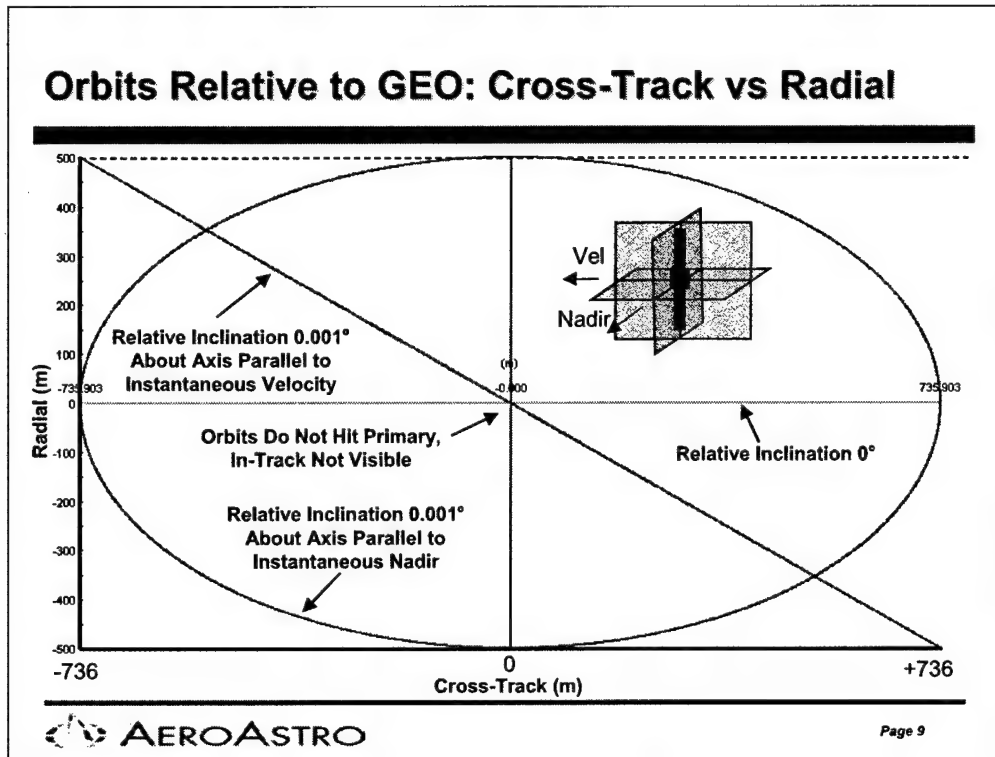 Orbits Relative to GEO: Cross-Track vs Radial
500
400
300
200
100
0
-100
-200
-300
-400
-500
Radial (m)
Vel
Nadir
Relative Inclination 0.001°
About Axis Parallel to
Instantaneous Velocity
(m)
-735.903
-0.000
735.903
Orbits Do Not Hit Primary,
In-Track Not Visible
Relative Inclination 0°
Relative Inclination 0.001°
About Axis Parallel to
Instantaneous Nadir
-736
0
+736
Cross-Track (m)
AEROASTRO
Page 9